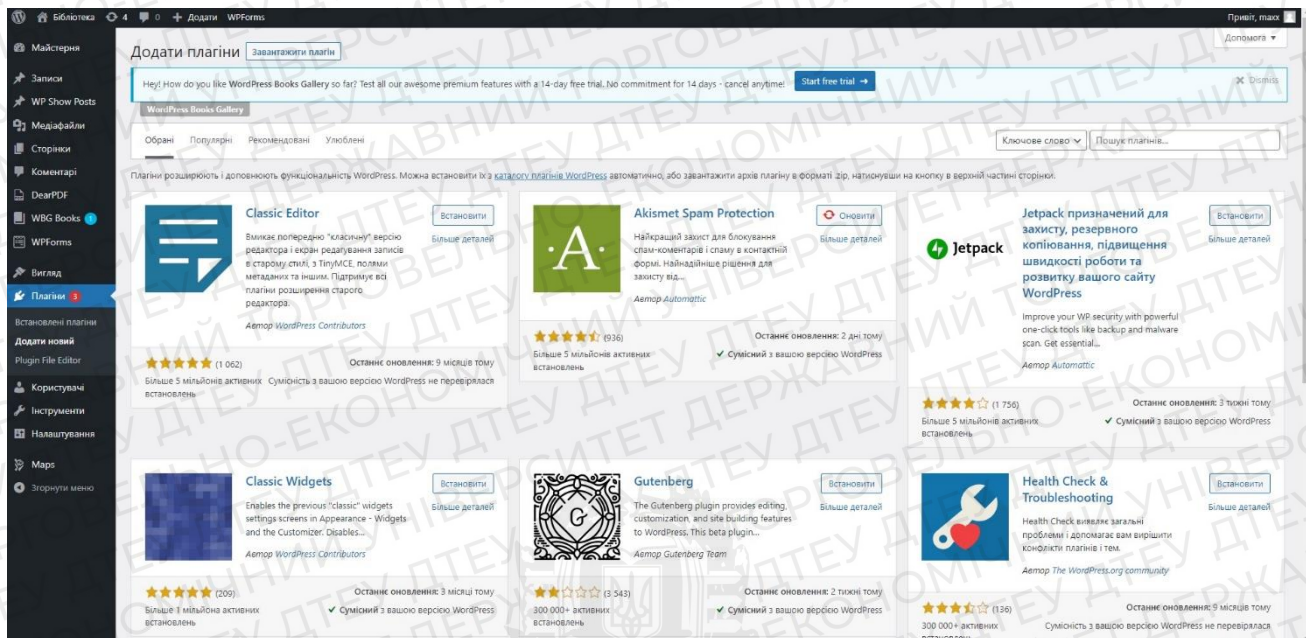 Бібліотека 4 0 Додати WPForms
Привіт, maxx
Майстерня
Записи
WP Show Posts
Медіафайли
Сторінки
Коментарі
DearPDF
WBG Books 1
WPForms
Вигляд
Плагіни 3
Встановлені плагіни
Додати новий
Plugin File Editor
Користувачі
Інструменти
Налаштування
Maps
Згорнути меню
Додати плагіни Завантажити плагін
Допомога
Hey! How do you like WordPress Books Gallery so far? Test all our awesome premium features with a 14-day free trial. No commitment for 14 days - cancel anytime! Start free trial →
Dismiss
WordPress Books Gallery
Обрані Популярні Рекомендовані Улюблені
Ключове слово Пошук плагінів...
Плагіни розширюють і доповнюють функціональність WordPress. Можна встановити їх з каталогу плагінів WordPress автоматично, або завантажити архів плагіну в форматі .zip, натиснувши на кнопку в верхній частині сторінки.
Classic Editor
Встановити
Більше деталей
Вмикає попередню "класичну" версію
редактора і екран редагування записів
в старому стилі, з TinyMCE, полями
метаданих та іншим. Підтримує всі
плагіни розширення старого
редактора.
Автор WordPress Contributors
(1 062)
Останнє оновлення: 9 місяців тому
Більше 5 мільйонів активних
встановлень
Сумісність з вашою версією WordPress не перевірялася
Akismet Spam Protection
Оновити
Більше деталей
Найкращий захист для блокування
спам-коментарів і спаму в контактній
формі. Найнадійніше рішення для
захисту від...
Автор Automattic
(936)
Останнє оновлення: 2 дні тому
Більше 5 мільйонів активних
встановлень
Сумісний з вашою версією WordPress
Jetpack
Jetpack призначений для
захисту, резервного
копіювання, підвищення
швидкості роботи та
розвитку вашого сайту
WordPress
Встановити
Більше деталей
Improve your WP security with powerful
one-click tools like backup and malware
scan. Get essential...
Автор Automattic
(1 756)
Останнє оновлення: 3 тижні тому
Більше 5 мільйонів активних
встановлень
Сумісний з вашою версією WordPress
Classic Widgets
Встановити
Більше деталей
Enables the previous "classic" widgets
settings screens in Appearance - Widgets
and the Customizer. Disables...
Автор WordPress Contributors
(209)
Останнє оновлення: 3 місяці тому
Більше 1 мільйона активних
встановлень
Сумісний з вашою версією WordPress
Gutenberg
Встановити
Більше деталей
The Gutenberg plugin provides editing,
customization, and site building features
to WordPress. This beta plugin...
Автор Gutenberg Team
(3 543)
Останнє оновлення: 2 тижні тому
300 000+ активних
встановлень
Сумісний з вашою версією WordPress
Health Check &
Troubleshooting
Встановити
Більше деталей
Health Check виявляє загальні
проблеми і допомагає вам вирішити
конфлікти плагінів і тем.
Автор The WordPress.org community
(136)
Останнє оновлення: 9 місяців тому
300 000+ активних
Сумісність з вашою версією WordPress не перевірялася